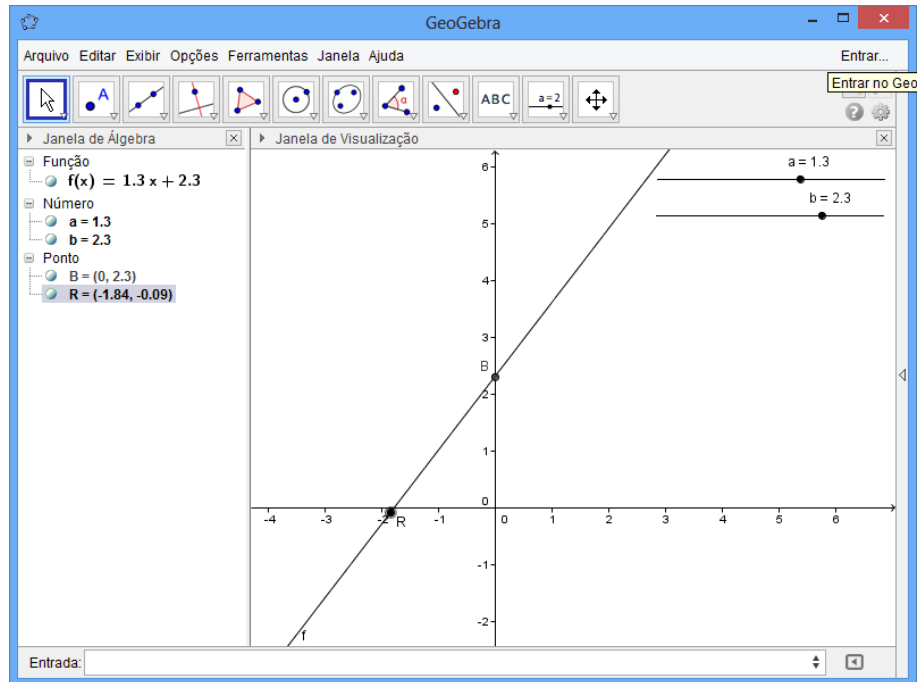 GeoGebra
Arquivo Editar Exibir Opções Ferramentas Janela Ajuda
Entrar...
Entrar no Geo
A
α
ABC
a=2
Janela de Álgebra
Janela de Visualização
Função
f(x) = 1.3 x + 2.3
Número
a = 1.3
b = 2.3
Ponto
B = (0, 2.3)
R = (-1.84, -0.09)
a = 1.3
b = 2.3
6
5
4
3
B
2
1
0
-4 -3 -2 R -1 0 1 2 3 4 5 6
-1
-2
f
Entrada: